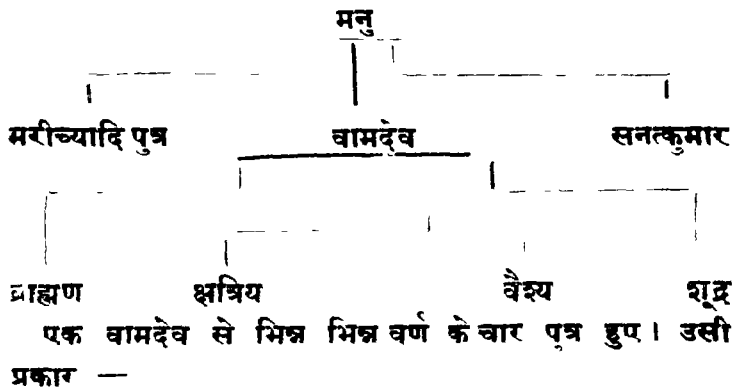 मनु
मरीच्यादि पुत्र वामदेव सनत्कुमार
ब्राह्मण क्षत्रिय वैश्य शूद्र
एक वामदेव से भिन्न भिन्न वर्ण के चार पुत्र हुए। उसी
प्रकार —